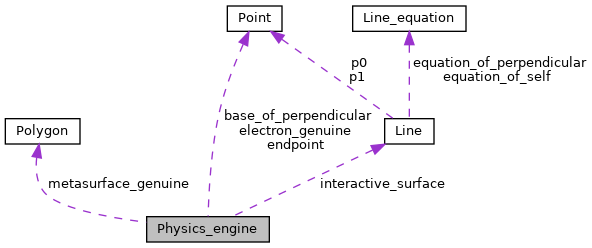 Point
Line_equation
p0
p1
equation_of_perpendicular
equation_of_self
base_of_perpendicular
electron_genuine
endpoint
Polygon
Line
metasurface_genuine
interactive_surface
Physics_engine